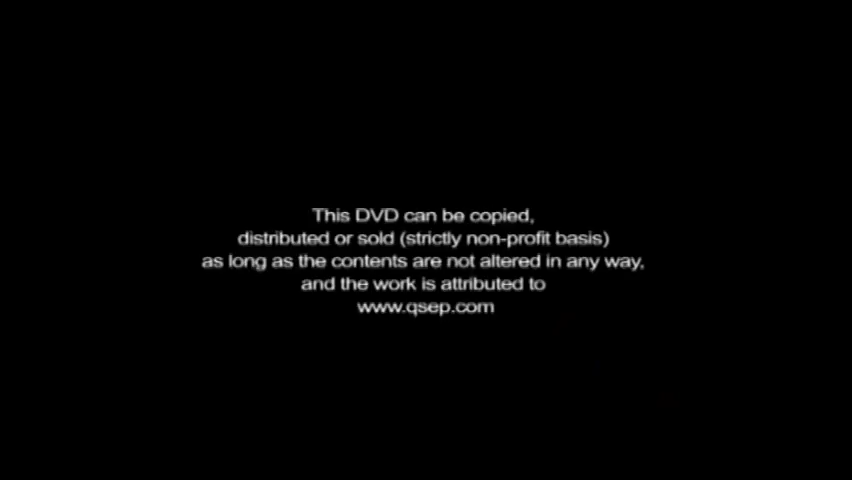 This DVD can be copied,
distributed or sold (strictly non-profit basis)
as long as the contents are not altered in any way,
and the work is attributed to
www.qsep.com